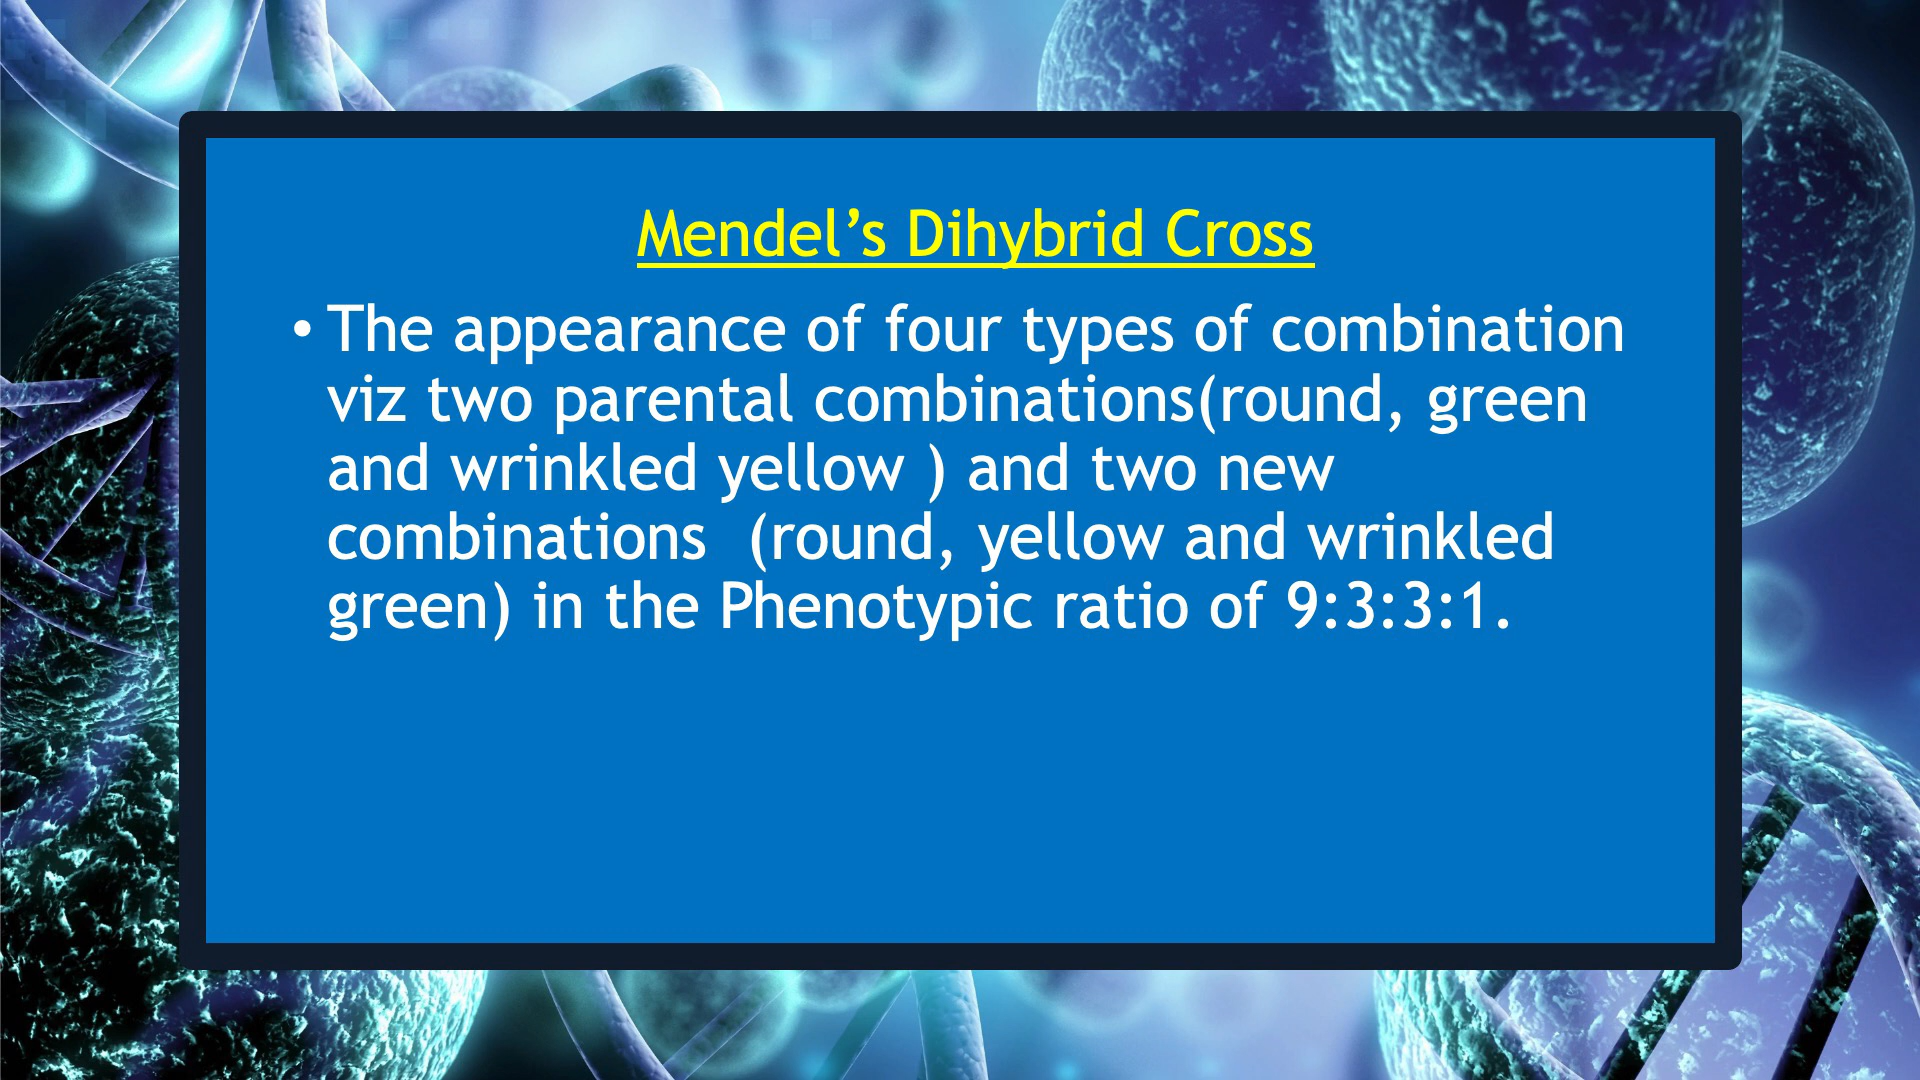 Mendel’s Dihybrid Cross
• The appearance of four types of combination
viz two parental combinations(round, green
and wrinkled yellow ) and two new
combinations  (round, yellow and wrinkled
green) in the Phenotypic ratio of 9:3:3:1.